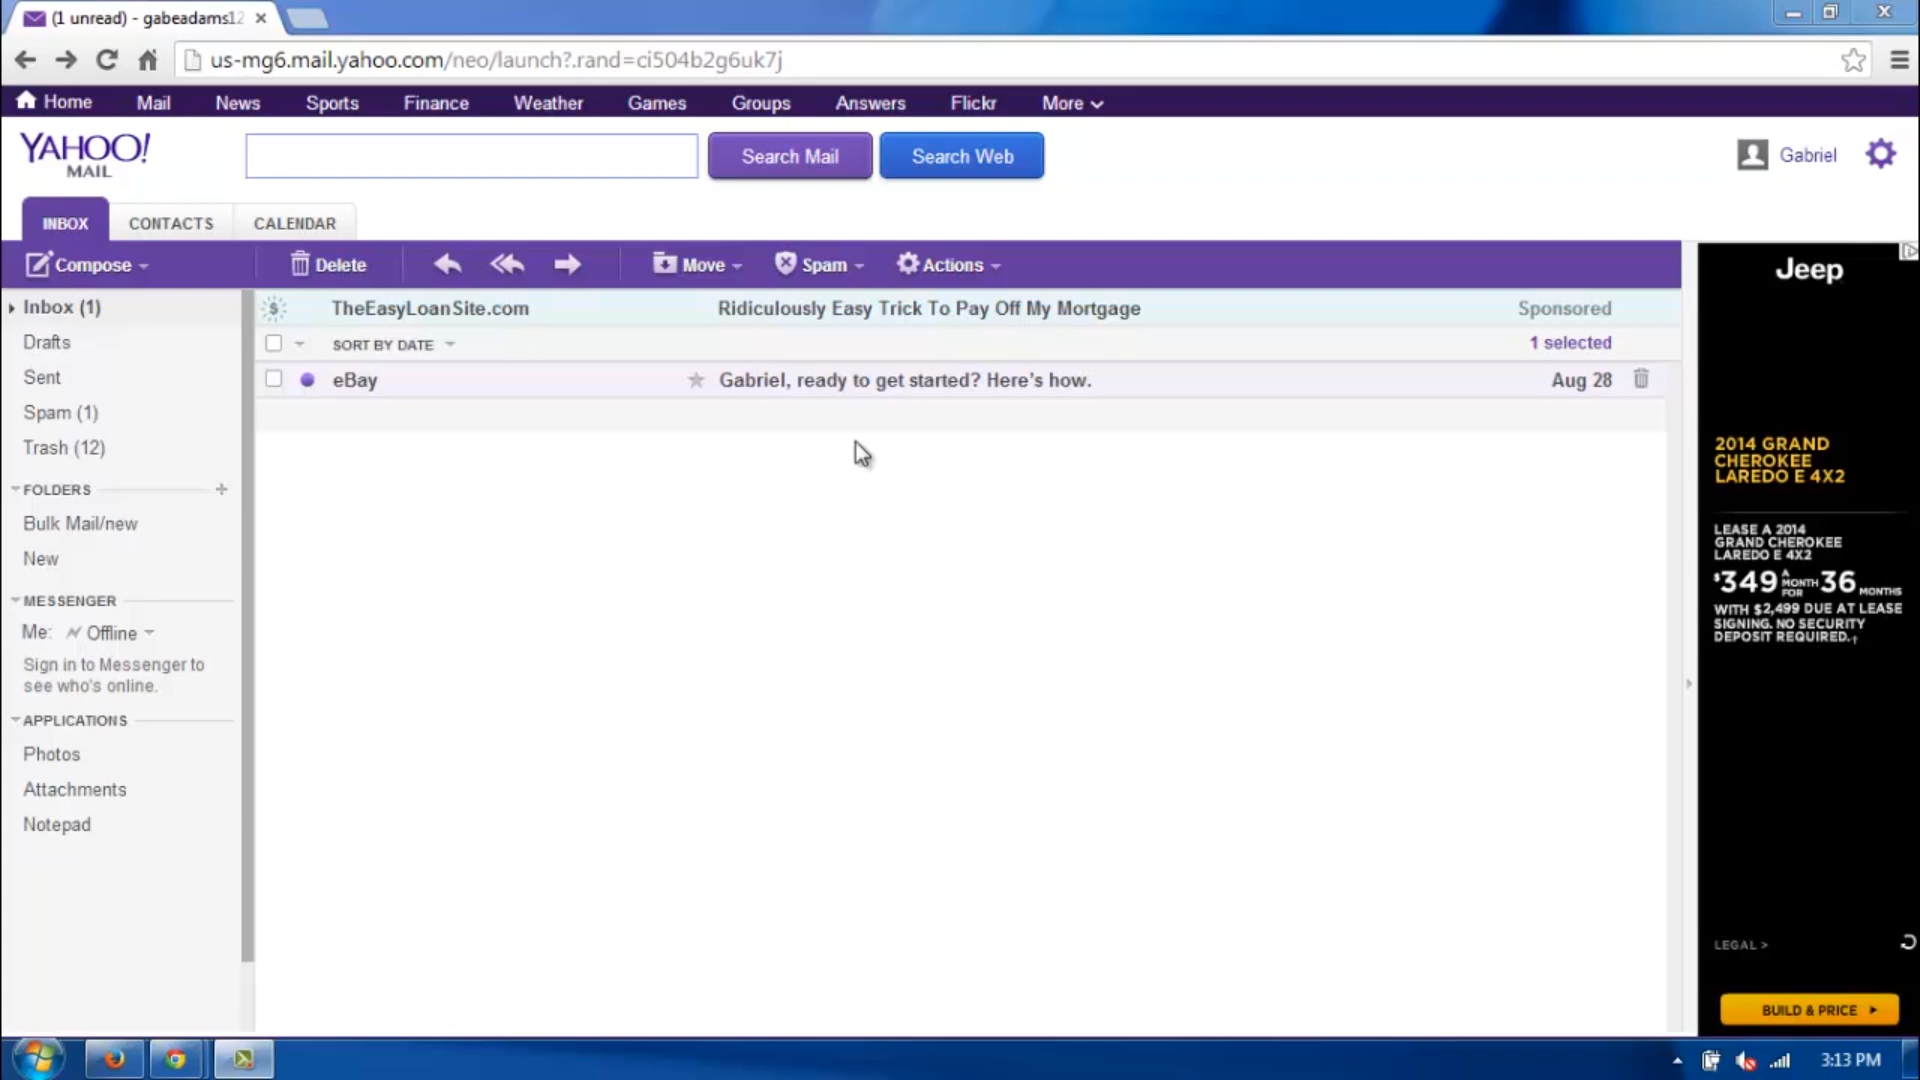 (1 unread) - gabeadams12
us-mg6.mail.yahoo.com/neo/launch?.rand=ci504b2g6uk7j
Home Mail News Sports Finance Weather Games Groups Answers Flickr More
YAHOO!
MAIL
Search Mail
Search Web
Gabriel
INBOX
CONTACTS
CALENDAR
Compose
Delete
Move
Spam
Actions
Inbox (1)
Drafts
Sent
Spam (1)
Trash (12)
FOLDERS +
Bulk Mail/new
New
MESSENGER
Me: Offline
Sign in to Messenger to
see who's online.
APPLICATIONS
Photos
Attachments
Notepad
$ TheEasyLoanSite.com Ridiculously Easy Trick To Pay Off My Mortgage Sponsored
SORT BY DATE 1 selected
eBay Gabriel, ready to get started? Here's how. Aug 28
Jeep
2014 GRAND
CHEROKEE
LAREDO E 4X2
LEASE A 2014
GRAND CHEROKEE
LAREDO E 4X2
$349 A MONTH FOR 36 MONTHS
WITH $2,499 DUE AT LEASE
SIGNING. NO SECURITY
DEPOSIT REQUIRED.†
LEGAL >
BUILD & PRICE
3:13 PM